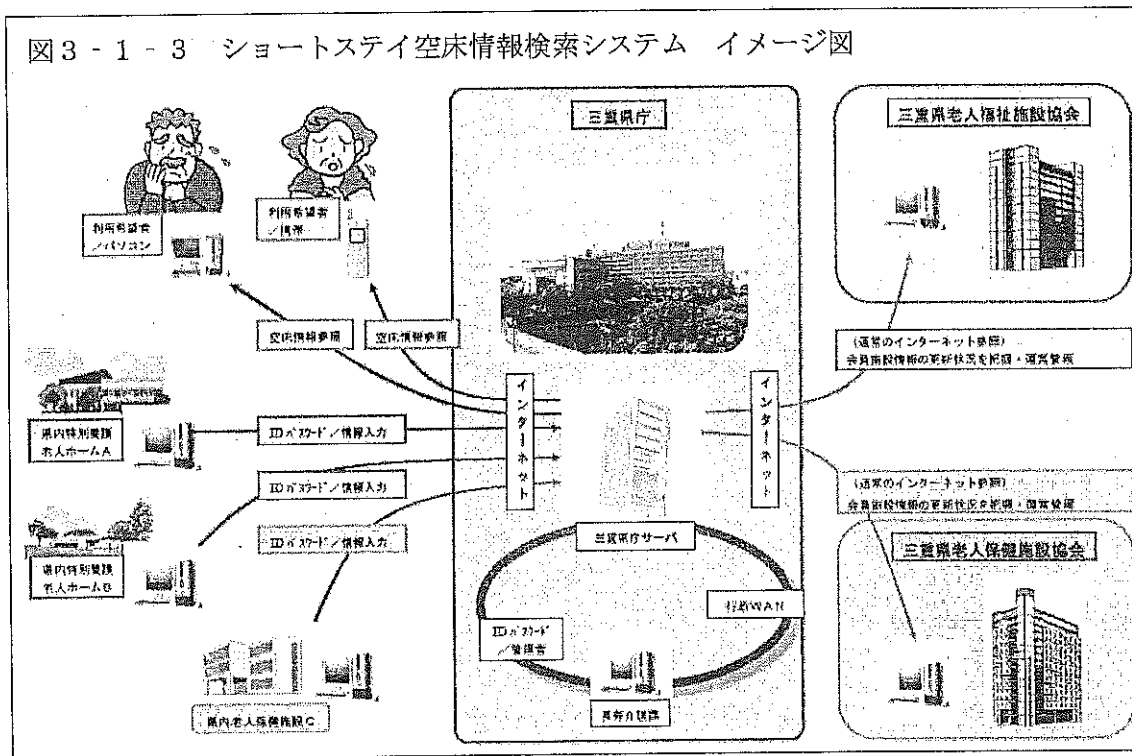 図3-1-3 ショートステイ空床情報検索システム イメージ図
三重県庁
三重県老人福祉施設協会
利用希望者
／パソコン
利用希望者
／携帯
空床情報参照
空床情報参照
(通常のインターネット参照)
会員施設情報の更新状況を把握・運営管理
インターネット
インターネット
県内特別養護
老人ホームA
IDパスワード／情報入力
IDパスワード／情報入力
(通常のインターネット参照)
会員施設情報の更新状況を把握・運営管理
IDパスワード／情報入力
三重県庁サーバ
三重県老人保健施設協会
県内特別養護
老人ホームB
行政WAN
IDパスワード
／管理者
県内老人保健施設C
長寿介護課